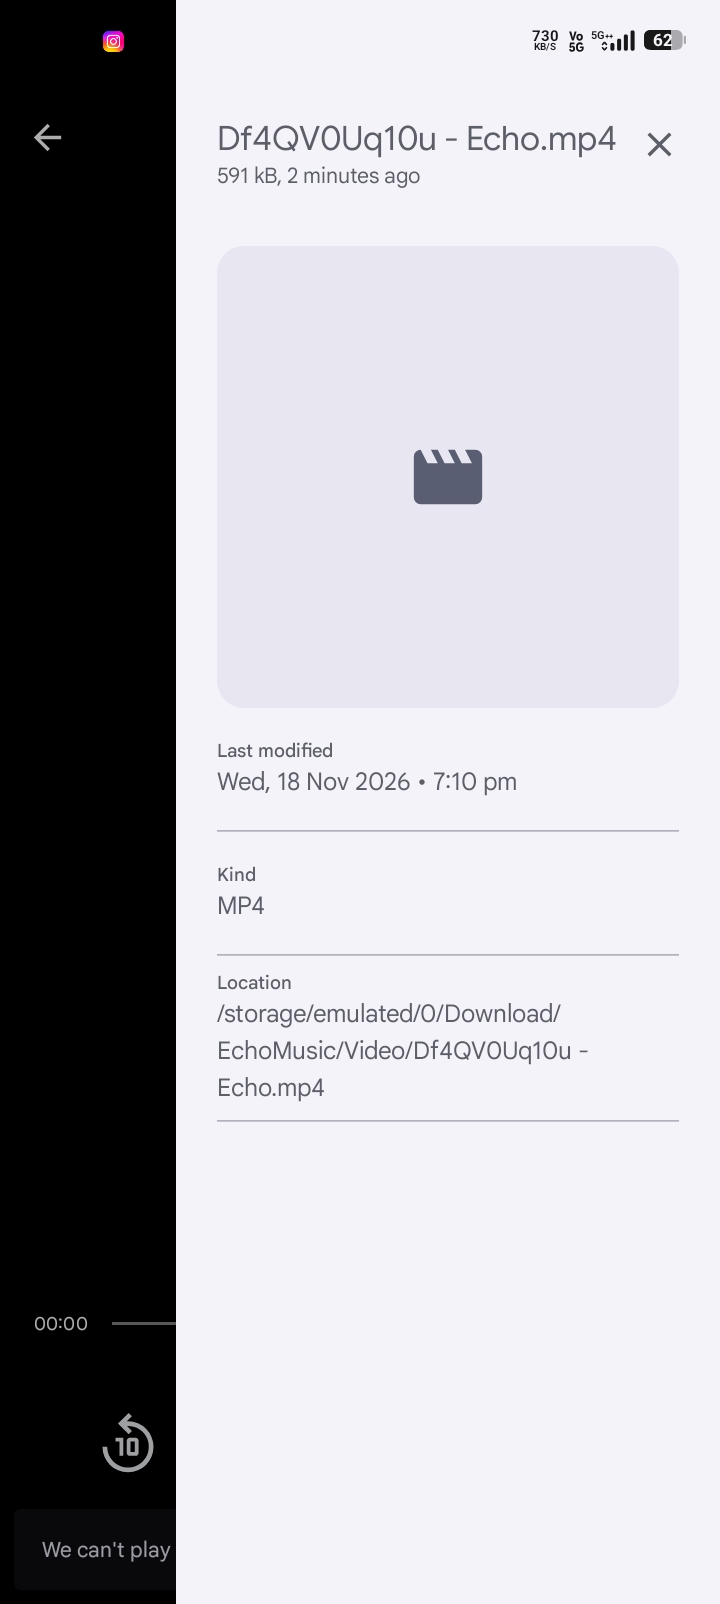 730
KB/S
Vo
5G
5G++
62
Df4QV0Uq10u - Echo.mp4
591 kB, 2 minutes ago
Last modified
Wed, 18 Nov 2026 • 7:10 pm
Kind
MP4
Location
/storage/emulated/0/Download/
EchoMusic/Video/Df4QV0Uq10u -
Echo.mp4
00:00
10
We can't play